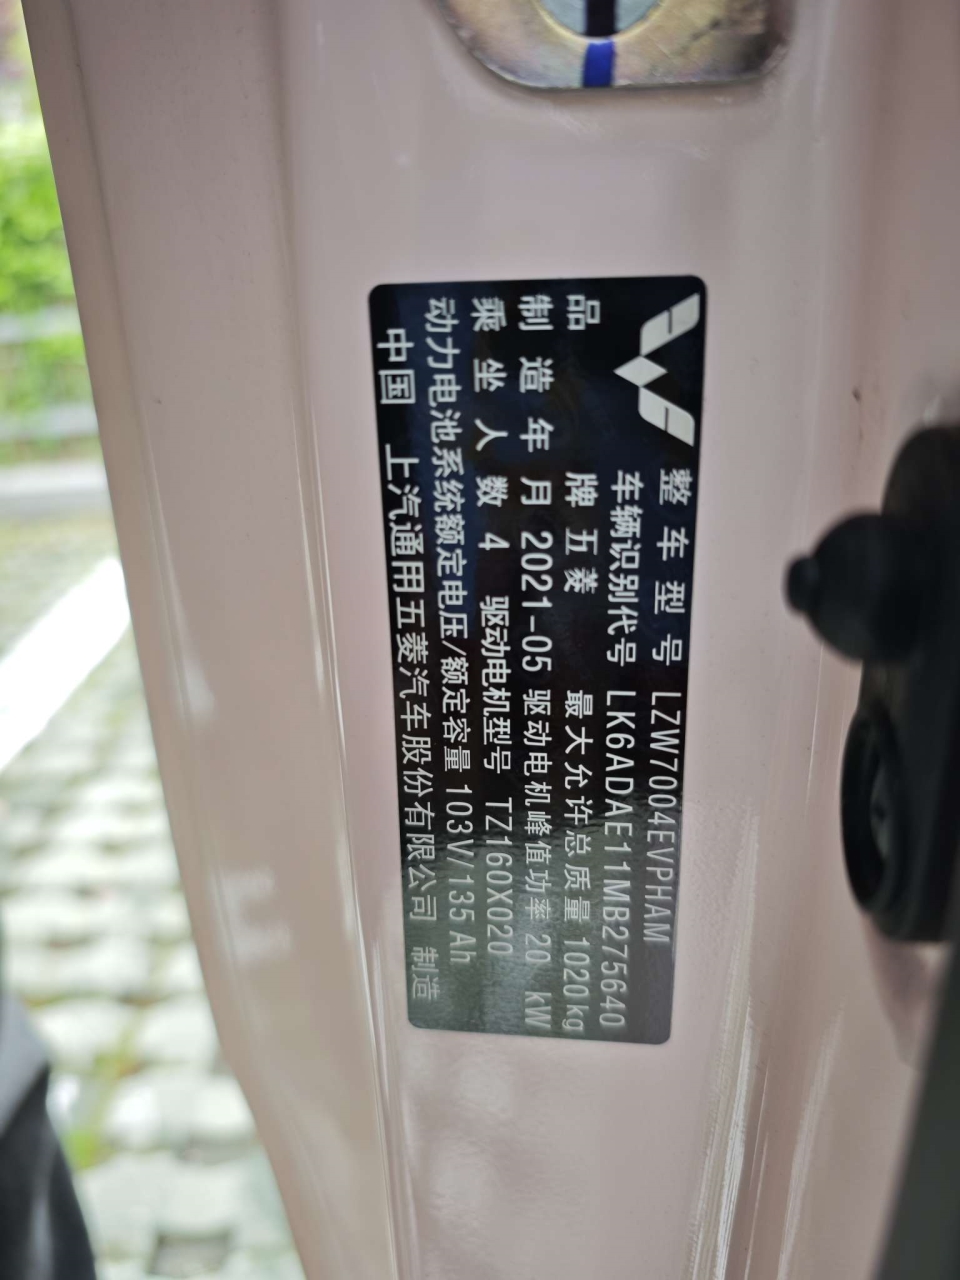 整车型号 LZW7004EVPHAM
车辆识别代号 LK6ADAE11MB275640
品牌 五菱 最大允许总质量 1020kg
制造年月 2021-05 驱动电机峰值功率 20 kW
乘坐人数 4 驱动电机型号 TZ160X020
动力电池系统额定电压/额定容量 103V/135Ah
中国 上汽通用五菱汽车股份有限公司 制造